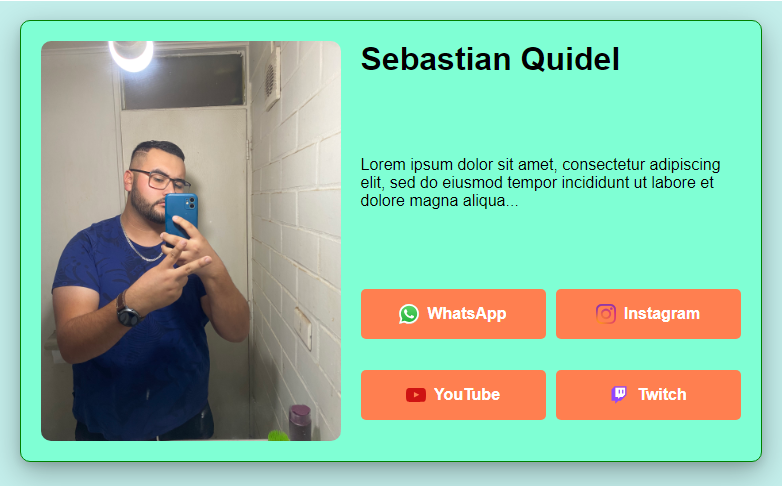 Sebastian Quidel
Lorem ipsum dolor sit amet, consectetur adipiscing
elit, sed do eiusmod tempor incididunt ut labore et
dolore magna aliqua...
WhatsApp
Instagram
YouTube
Twitch